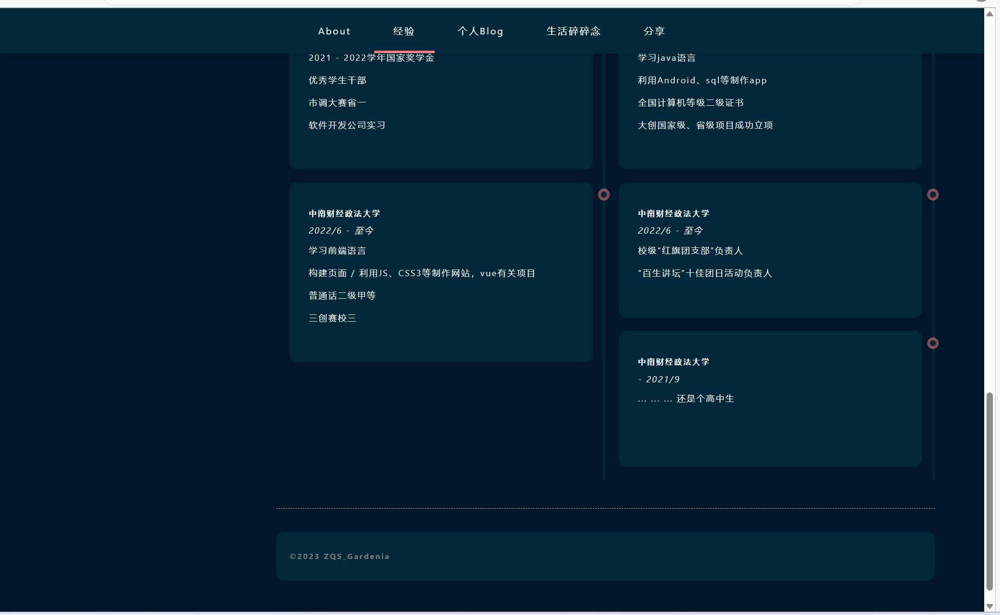 About 经验 个人Blog 生活碎碎念 分享
2021 - 2022学年国家奖学金
优秀学生干部
市调大赛省一
软件开发公司实习
学习java语言
利用Android、sql等制作app
全国计算机等级二级证书
大创国家级、省级项目成功立项
中南财经政法大学
2022/6 - 至今
学习前端语言
构建页面 / 利用JS、CSS3等制作网站，vue有关项目
普通话二级甲等
三创赛校三
中南财经政法大学
2022/6 - 至今
校级“红旗团支部”负责人
“百生讲坛”十佳团日活动负责人
中南财经政法大学
- 2021/9
... ... ... 还是个高中生
©2023 ZQS_Gardenia